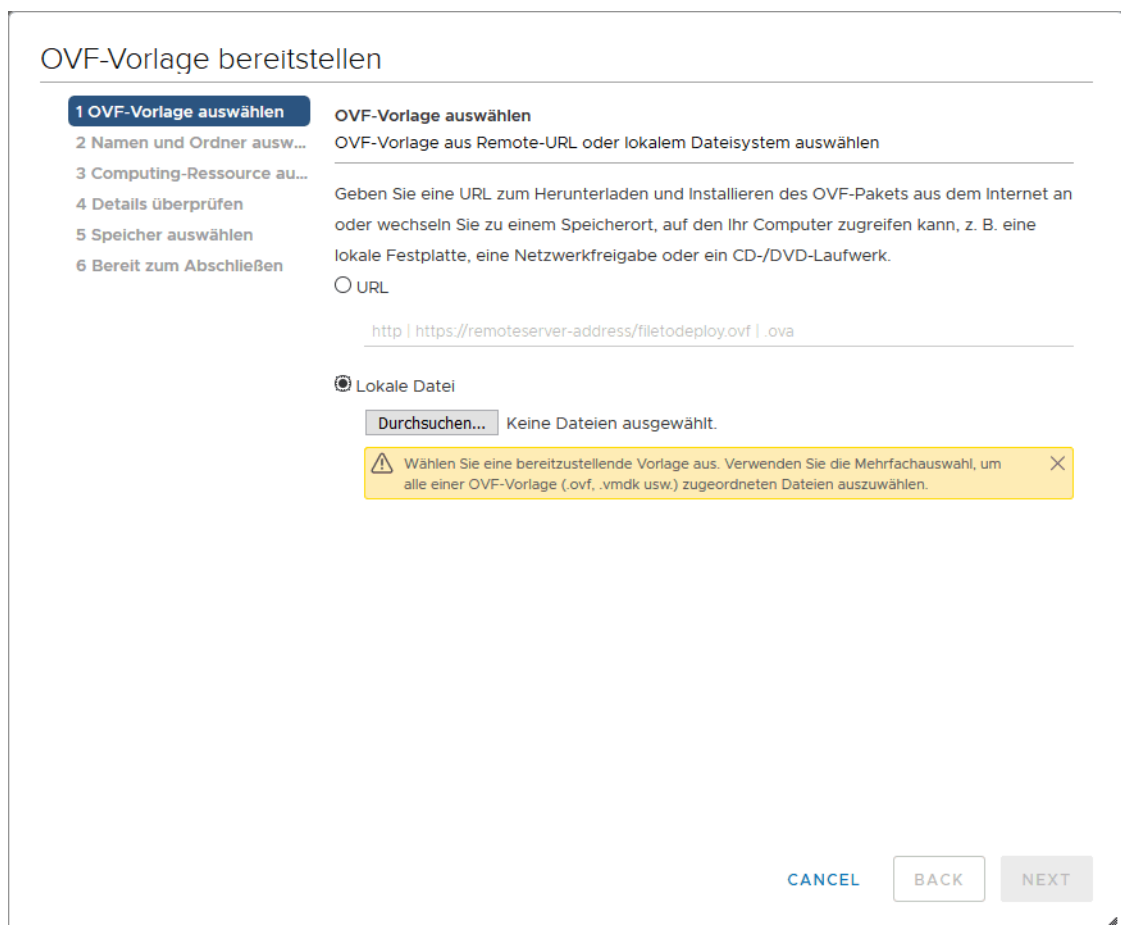 OVF-Vorlage bereitstellen
1 OVF-Vorlage auswählen
2 Namen und Ordner ausw...
3 Computing-Ressource au...
4 Details überprüfen
5 Speicher auswählen
6 Bereit zum Abschließen
OVF-Vorlage auswählen
OVF-Vorlage aus Remote-URL oder lokalem Dateisystem auswählen
Geben Sie eine URL zum Herunterladen und Installieren des OVF-Pakets aus dem Internet an
oder wechseln Sie zu einem Speicherort, auf den Ihr Computer zugreifen kann, z. B. eine
lokale Festplatte, eine Netzwerkfreigabe oder ein CD-/DVD-Laufwerk.
URL
http | https://remoteserver-address/filetodeploy.ovf | .ova
Lokale Datei
Durchsuchen... Keine Dateien ausgewählt.
Wählen Sie eine bereitzustellende Vorlage aus. Verwenden Sie die Mehrfachauswahl, um
alle einer OVF-Vorlage (.ovf, .vmdk usw.) zugeordneten Dateien auszuwählen.
CANCEL BACK NEXT